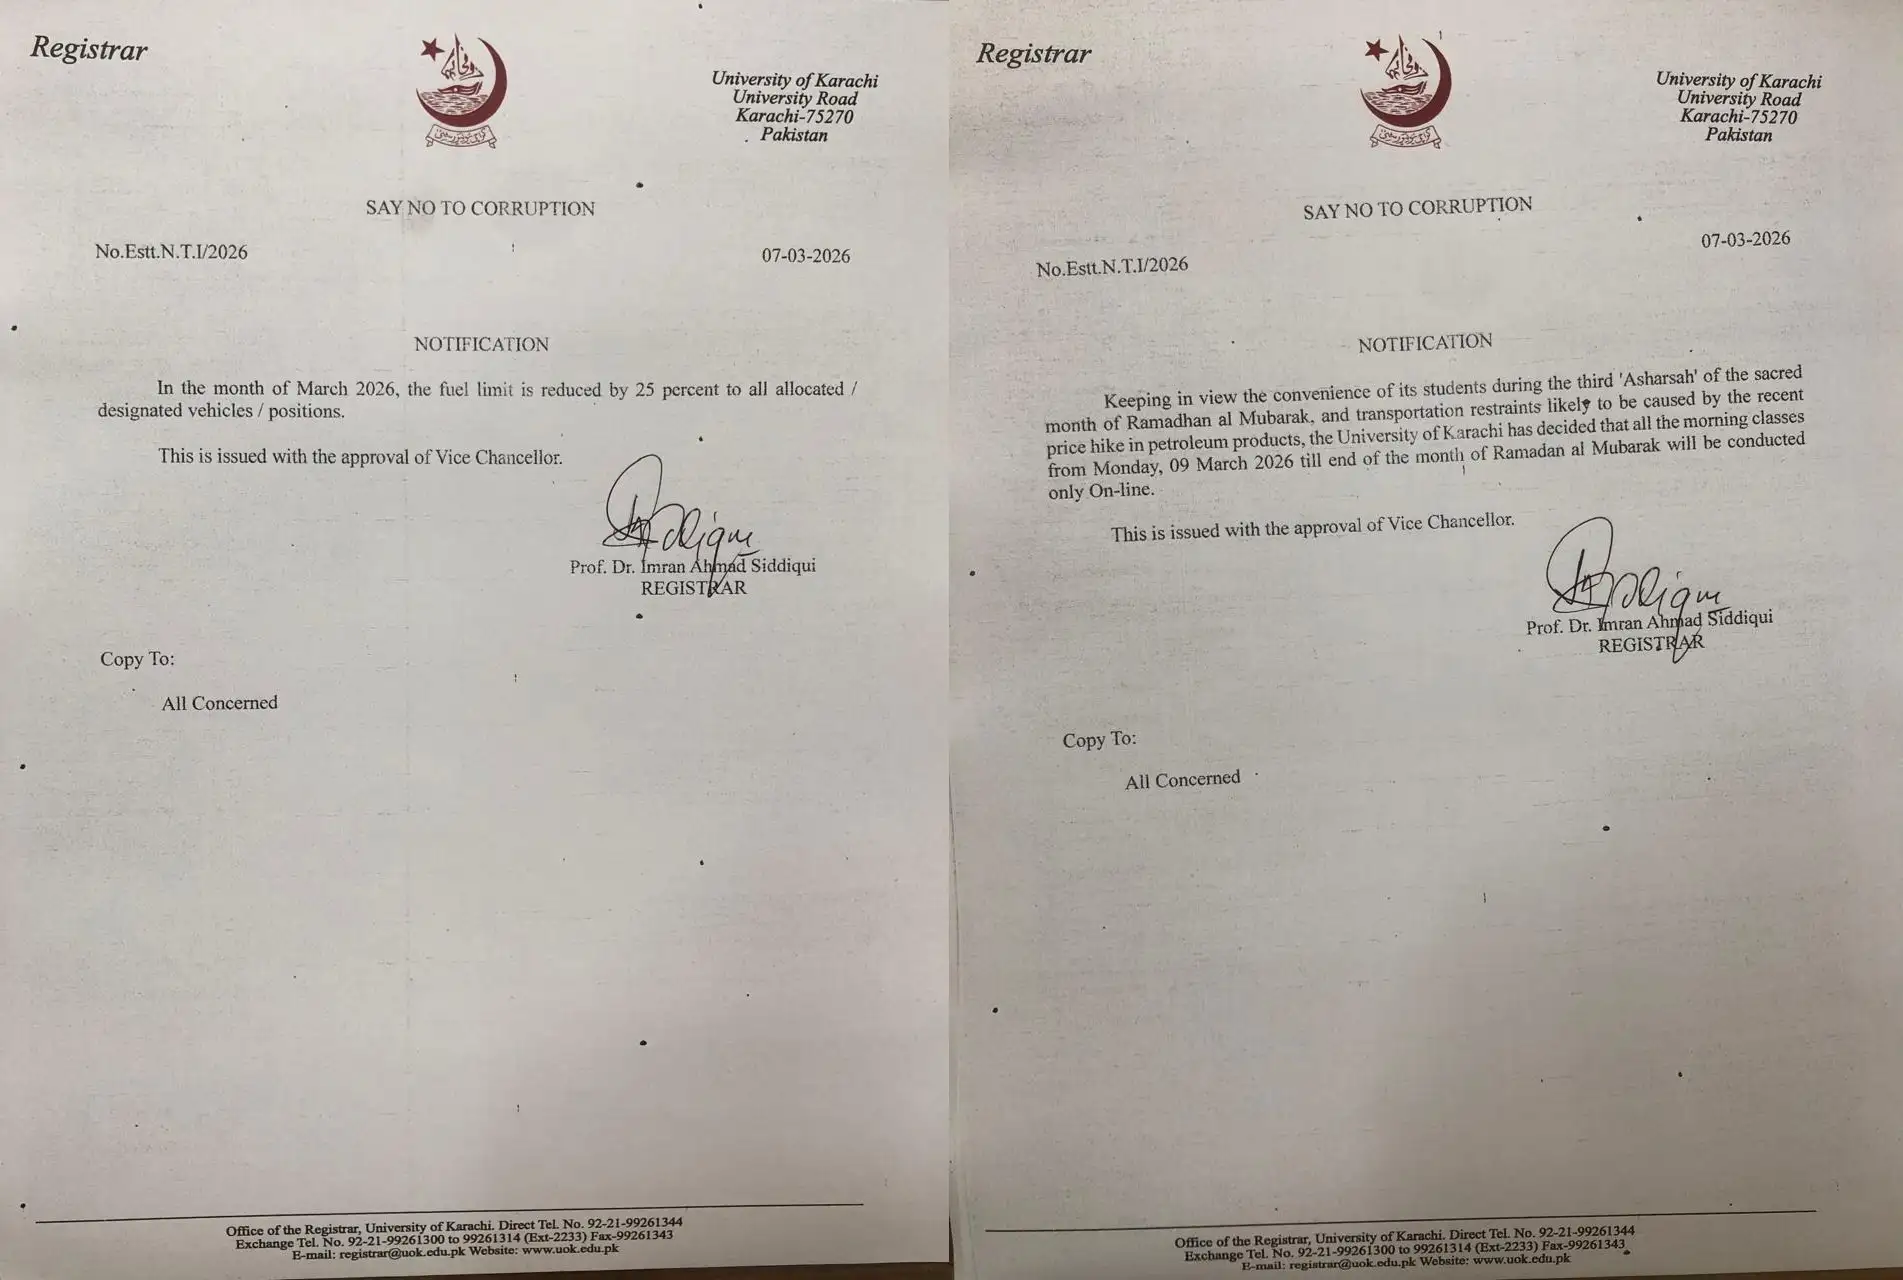 Registrar
University of Karachi
University Road
Karachi-75270
Pakistan
SAY NO TO CORRUPTION
No.Estt.N.T.I/2026
07-03-2026
NOTIFICATION
In the month of March 2026, the fuel limit is reduced by 25 percent to all allocated /
designated vehicles / positions.
This is issued with the approval of Vice Chancellor.
Prof. Dr. Imran Ahmad Siddiqui
REGISTRAR
Copy To:
All Concerned
Office of the Registrar, University of Karachi. Direct Tel. No. 92-21-99261344
Exchange Tel. No. 92-21-99261300 to 99261314 (Ext-2233) Fax-99261343
E-mail: registrar@uok.edu.pk Website: www.uok.edu.pk
Registrar
University of Karachi
University Road
Karachi-75270
Pakistan
SAY NO TO CORRUPTION
07-03-2026
No.Estt.N.T.I/2026
NOTIFICATION
Keeping in view the convenience of its students during the third 'Asharsah' of the sacred
month of Ramadhan al Mubarak, and transportation restraints likely to be caused by the recent
price hike in petroleum products, the University of Karachi has decided that all the morning classes
from Monday, 09 March 2026 till end of the month of Ramadan al Mubarak will be conducted
only On-line.
This is issued with the approval of Vice Chancellor.
Prof. Dr. Imran Ahmad Siddiqui
REGISTRAR
Copy To:
All Concerned
Office of the Registrar, University of Karachi. Direct Tel. No. 92-21-99261344
Exchange Tel. No. 92-21-99261300 to 99261314 (Ext-2233) Fax-99261343
E-mail: registrar@uok.edu.pk Website: www.uok.edu.pk